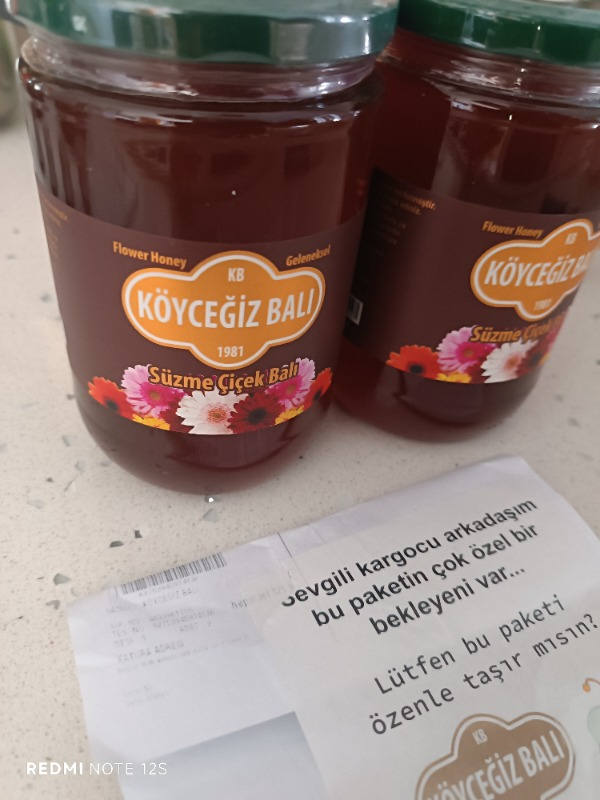 Flower Honey
Geleneksel
KB
KÖYCEĞİZ BALI
1981
Süzme Çiçek Balı
Flower Honey
KB
KÖYCEĞİZ
1981
Süzme Çiçek
Sevgili kargocu arkadaşım
bu paketin çok özel bir
bekleyeni var...
Lütfen bu paketi
özenle taşır mısın?
KB
KÖYCEĞİZ BALI
FATURA ADRESİ
REDMI NOTE 12S